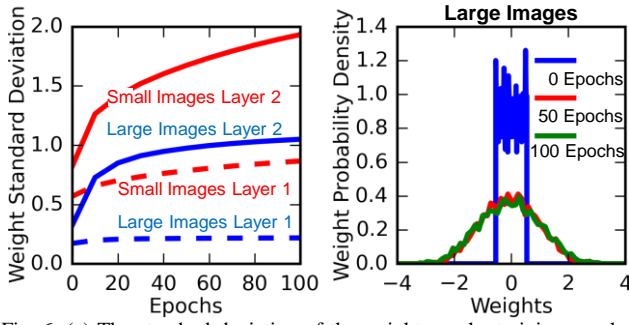 Weight Standard Deviation
2.0
1.5
1.0
0.5
0.0
Small Images Layer 2
Large Images Layer 2
Small Images Layer 1
Large Images Layer 1
0 20 40 60 80 100
Epochs
Large Images
Weight Probability Density
1.4
1.2
1.0
0.8
0.6
0.4
0.2
0.0
0 Epochs
50 Epochs
100 Epochs
−4 −2 0 2 4
Weights